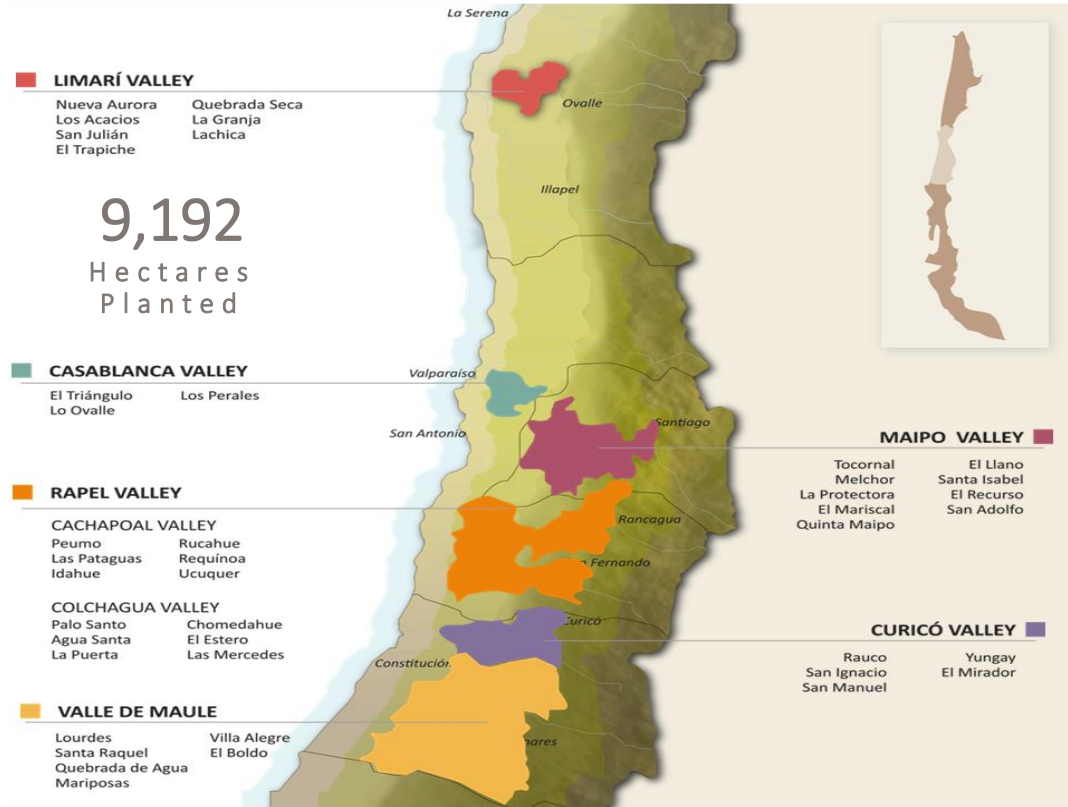 La Serena
LIMARÍ VALLEY
Nueva Aurora Quebrada Seca
Los Acacios La Granja
San Julián Lachica
El Trapiche
Ovalle
Illapel
9,192
Hectares
Planted
CASABLANCA VALLEY
El Triángulo Los Perales
Lo Ovalle
Valparaíso
San Antonio
Santiago
MAIPO VALLEY
Tocornal El Llano
Melchor Santa Isabel
La Protectora El Recurso
El Mariscal San Adolfo
Quinta Maipo
RAPEL VALLEY
CACHAPOAL VALLEY
Peumo Rucahue
Las Pataguas Requínoa
Idahue Ucuquer
Rancagua
Fernando
COLCHAGUA VALLEY
Palo Santo Chomedahue
Agua Santa El Estero
La Puerta Las Mercedes
Curicó
CURICÓ VALLEY
Rauco Yungay
San Ignacio El Mirador
San Manuel
Constitución
VALLE DE MAULE
Lourdes Villa Alegre
Santa Raquel El Boldo
Quebrada de Agua
Mariposas